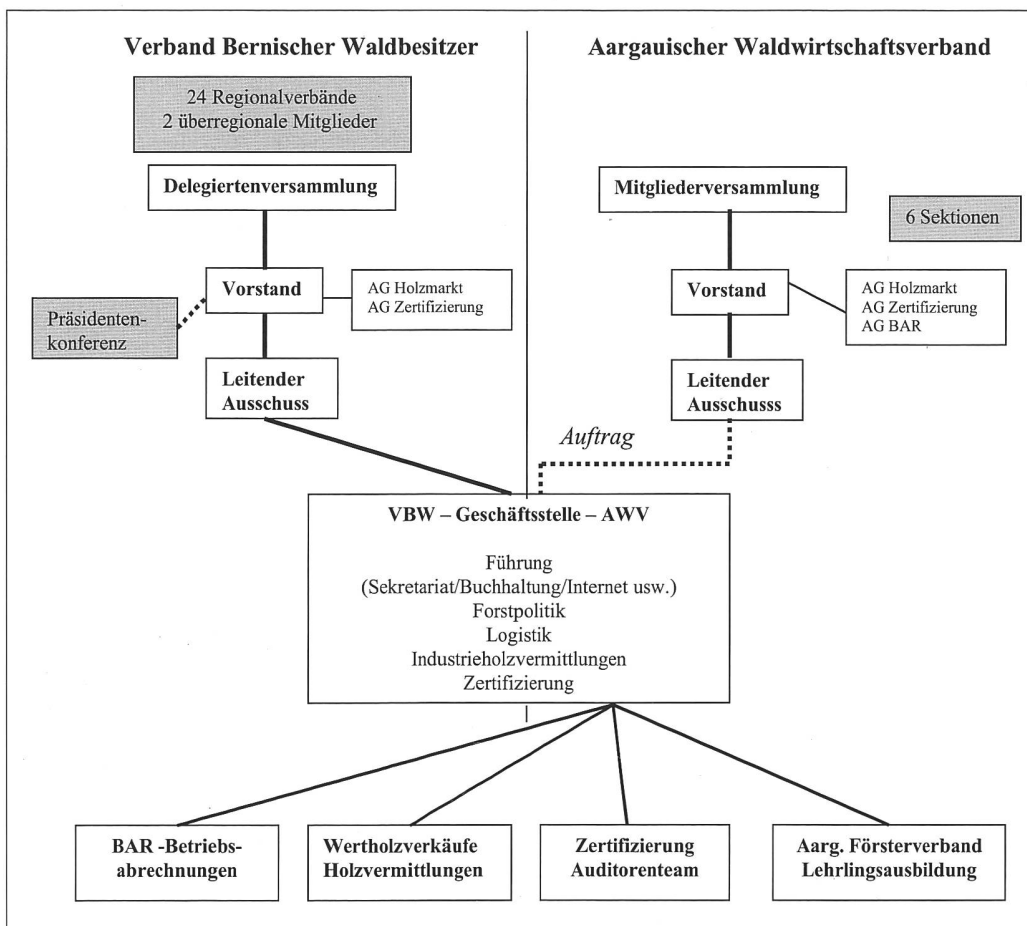 Verband Bernischer Waldbesitzer
24 Regionalverbände
2 überregionale Mitglieder
Delegiertenversammlung
Vorstand
AG Holzmarkt
AG Zertifizierung
Präsidenten-
konferenz
Leitender
Ausschuss
Aargauischer Waldwirtschaftsverband
Mitgliederversammlung
6 Sektionen
Vorstand
AG Holzmarkt
AG Zertifizierung
AG BAR
Leitender
Ausschusss
Auftrag
VBW – Geschäftsstelle – AWV
Führung
(Sekretariat/Buchhaltung/Internet usw.)
Forstpolitik
Logistik
Industrieholzvermittlungen
Zertifizierung
BAR -Betriebs-
abrechnungen
Wertholzverkäufe
Holzvermittlungen
Zertifizierung
Auditorenteam
Aarg. Försterverband
Lehrlingsausbildung